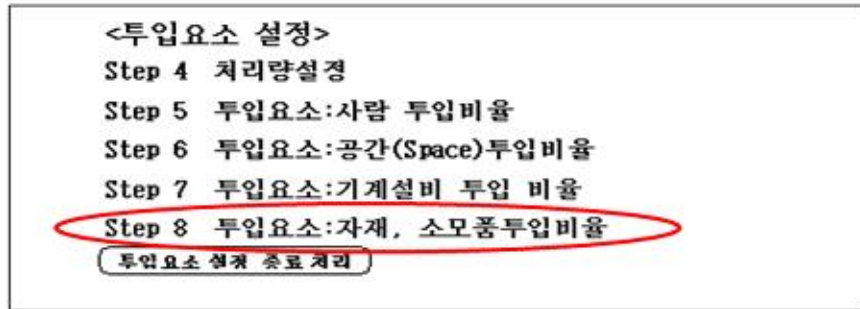 <투입요소 설정>
Step 4 처리량설정
Step 5 투입요소:사람 투입비율
Step 6 투입요소:공간(Space)투입비율
Step 7 투입요소:기계설비 투입 비율
Step 8 투입요소:자재, 소모품투입비율
투입요소 설정 종료처리